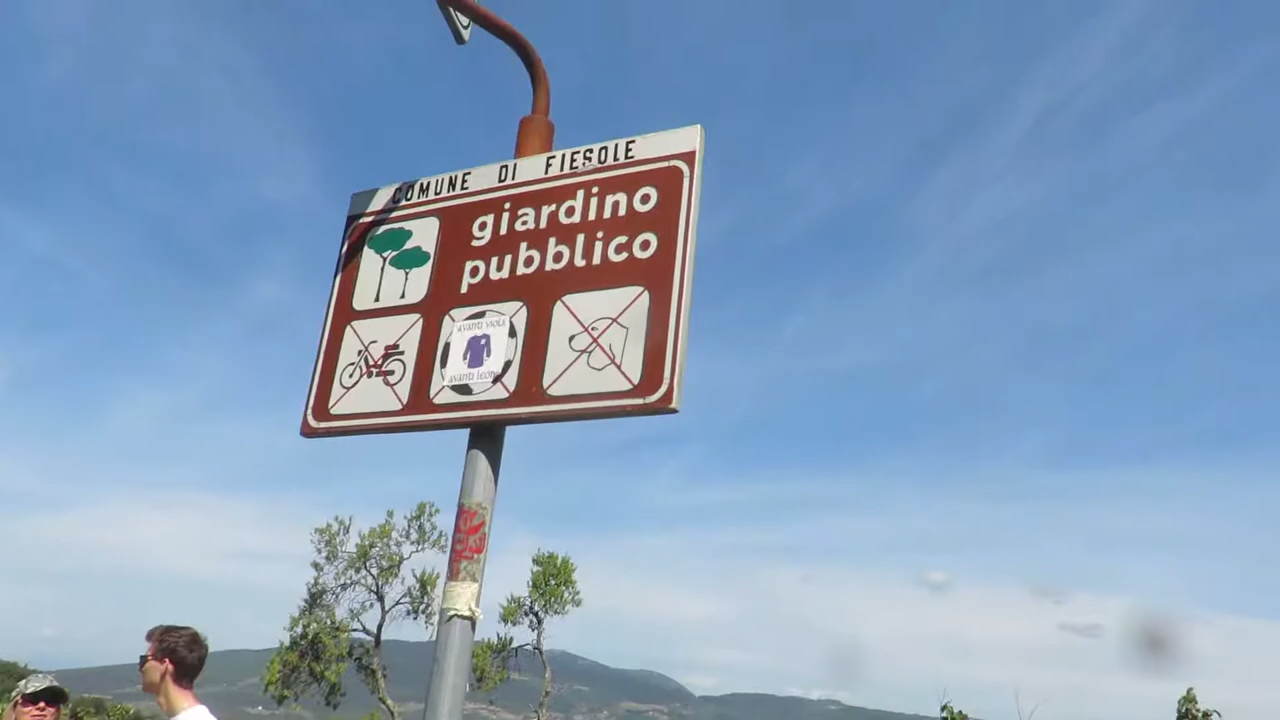 COMUNE DI FIESOLE
giardino
pubblico
avanti viola
avanti leoni